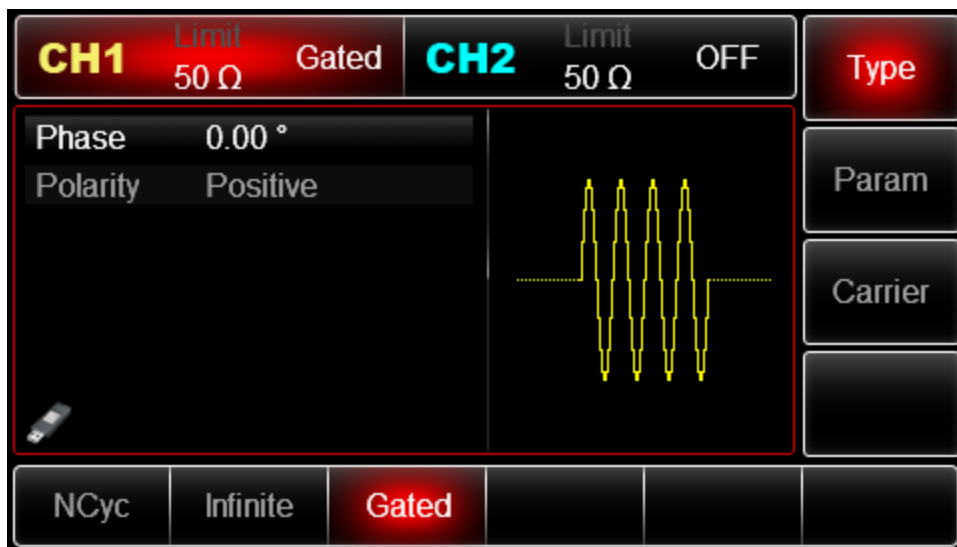 CH1 Limit 50 Ω Gated
CH2 Limit 50 Ω OFF
Type
Phase 0.00 °
Polarity Positive
Param
Carrier
NCyc Infinite Gated